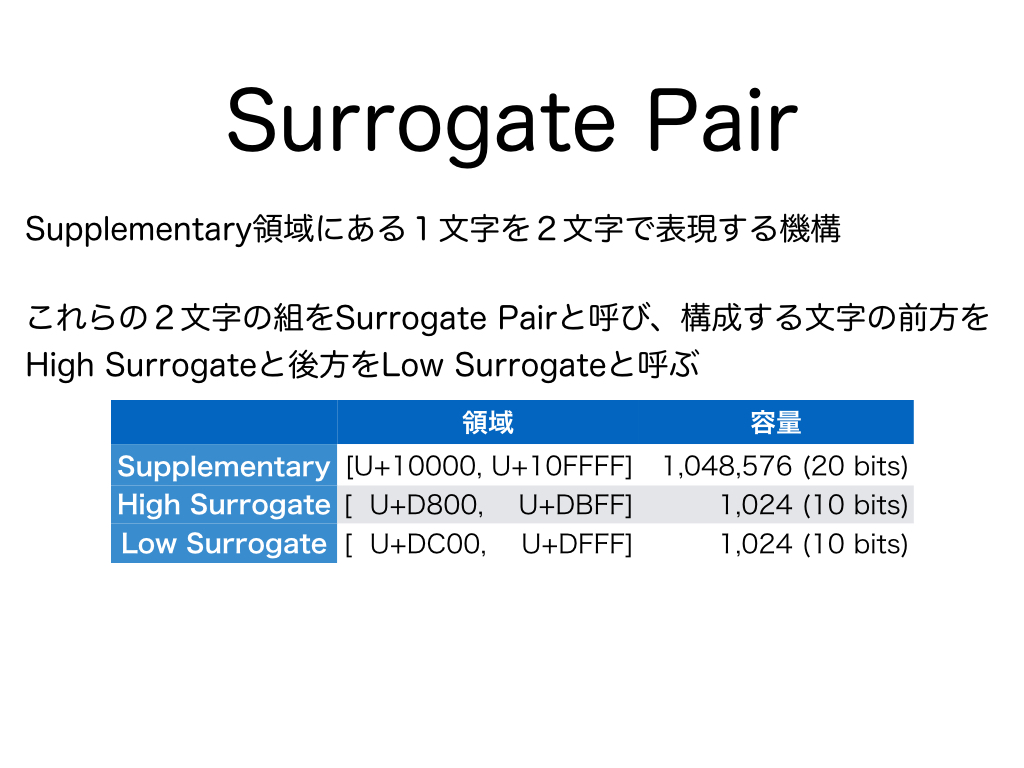 Surrogate Pair
Supplementary領域にある１文字を２文字で表現する機構
これらの２文字の組をSurrogate Pairと呼び、構成する文字の前方を
High Surrogateと後方をLow Surrogateと呼ぶ
領域 容量
Supplementary [U+10000, U+10FFFF] 1,048,576 (20 bits)
High Surrogate [ U+D800, U+DBFF] 1,024 (10 bits)
Low Surrogate [ U+DC00, U+DFFF] 1,024 (10 bits)